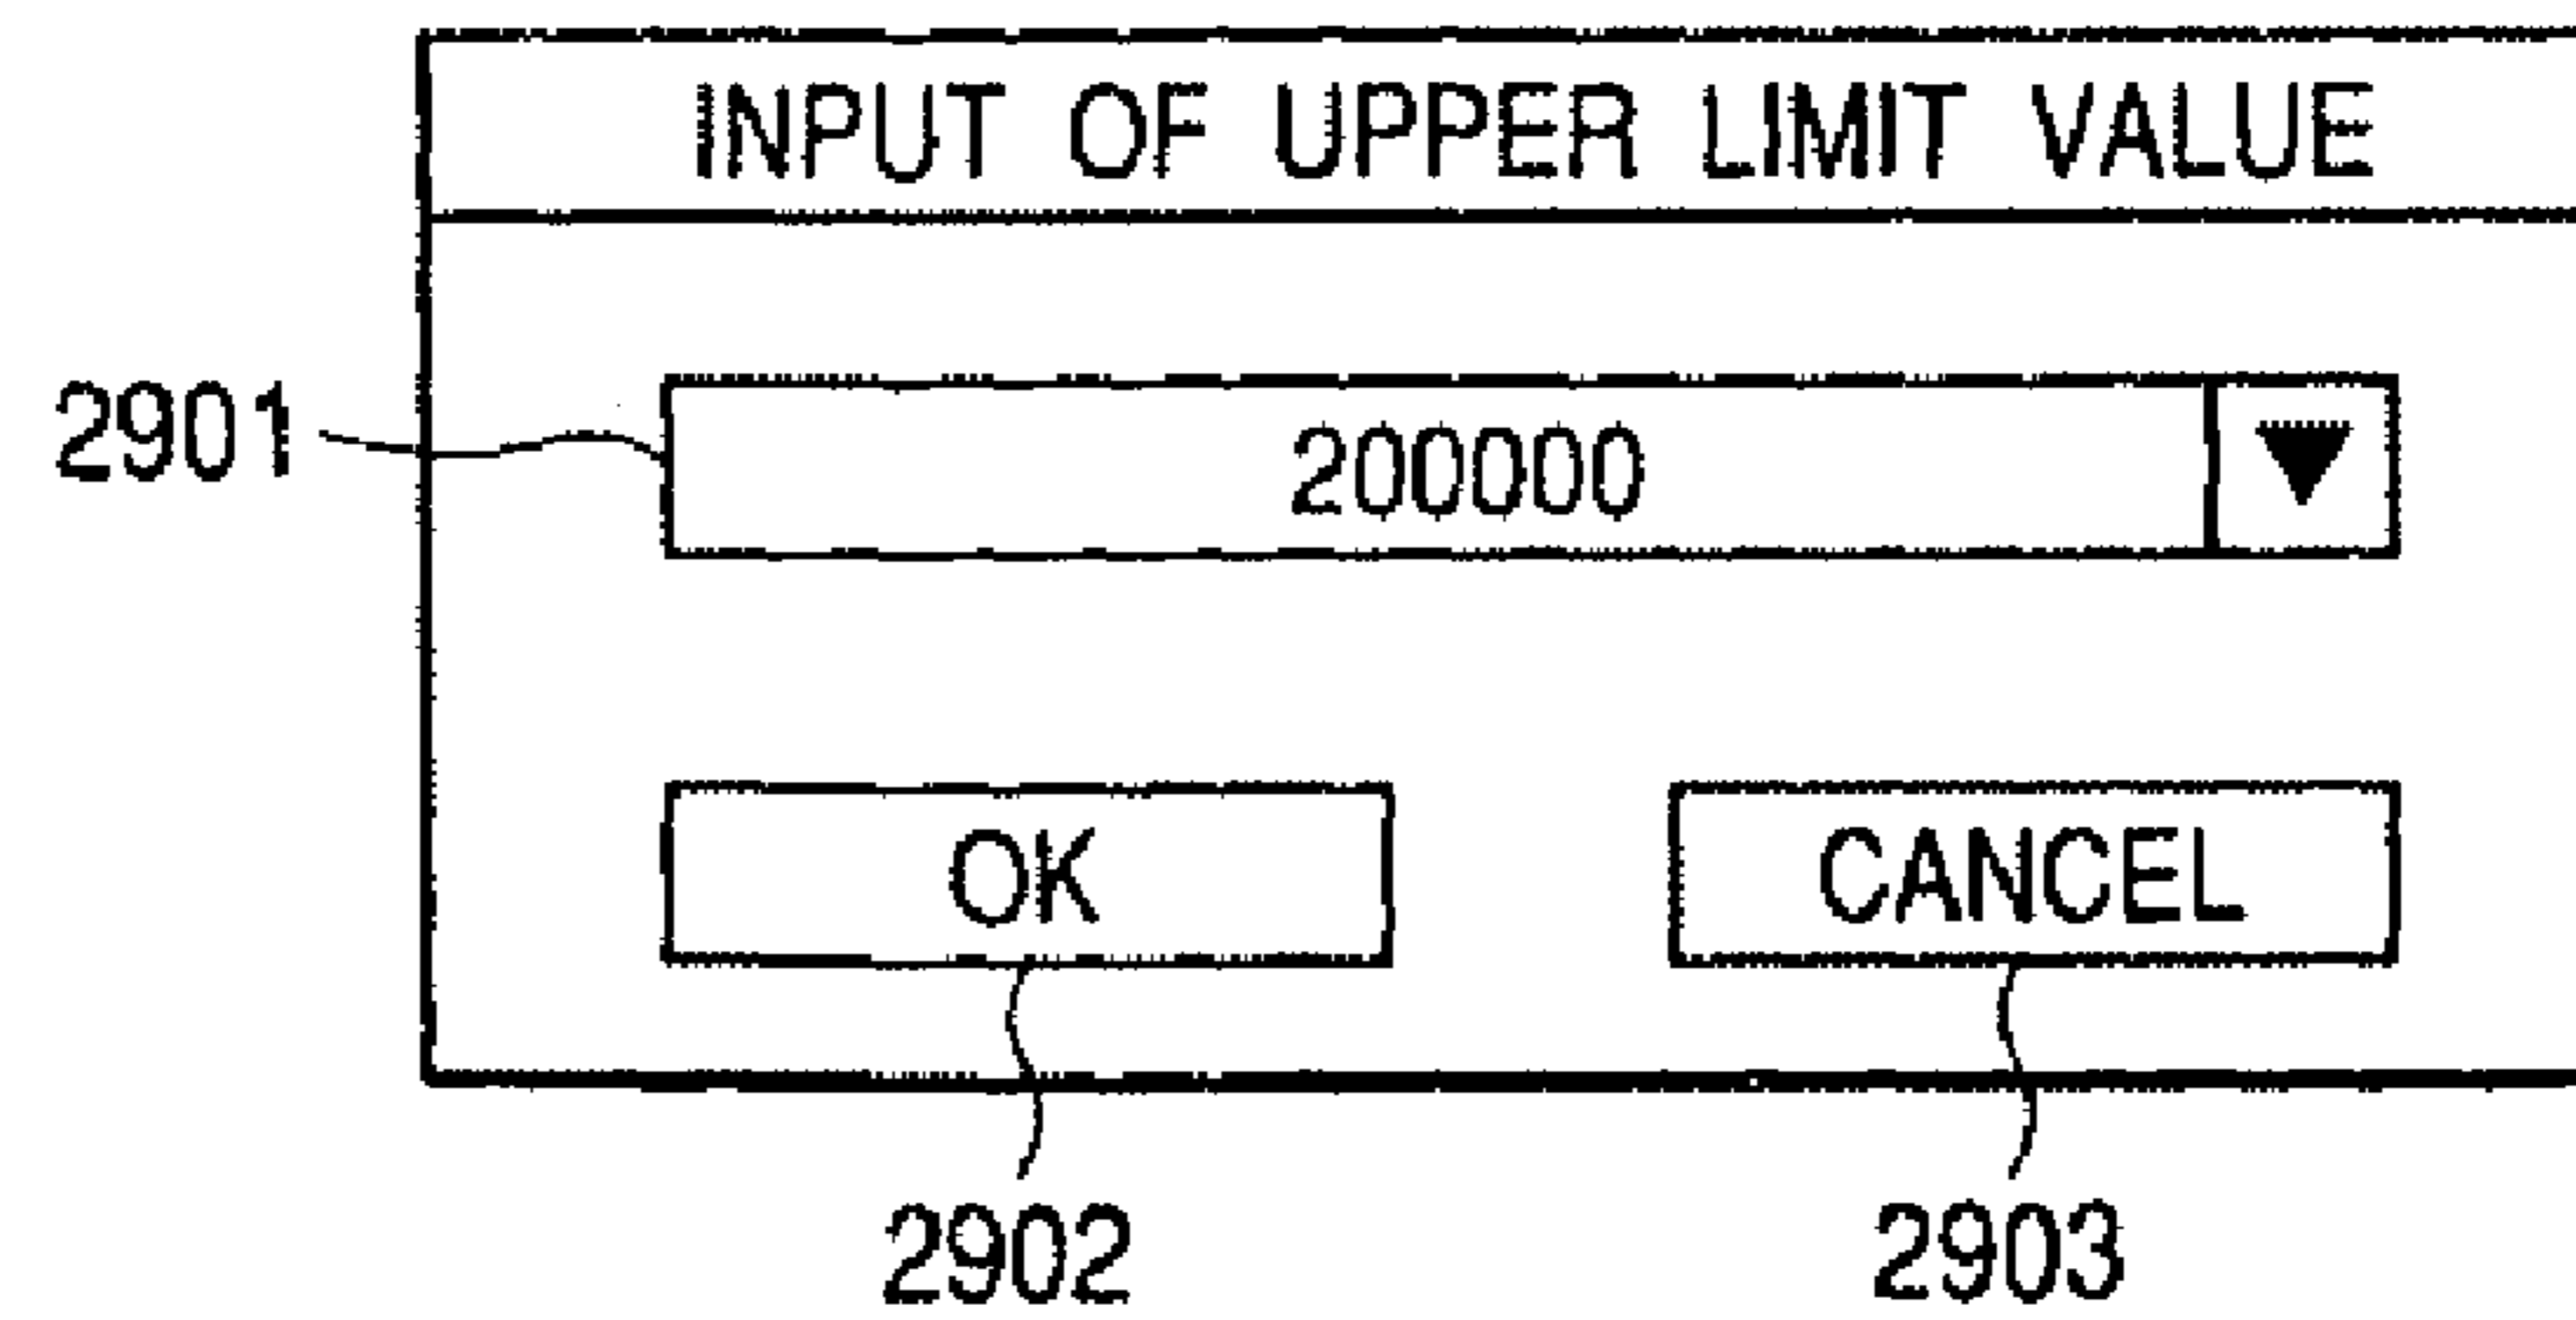 INPUT OF UPPER LIMIT VALUE
2901
200000
OK
CANCEL
2902
2903